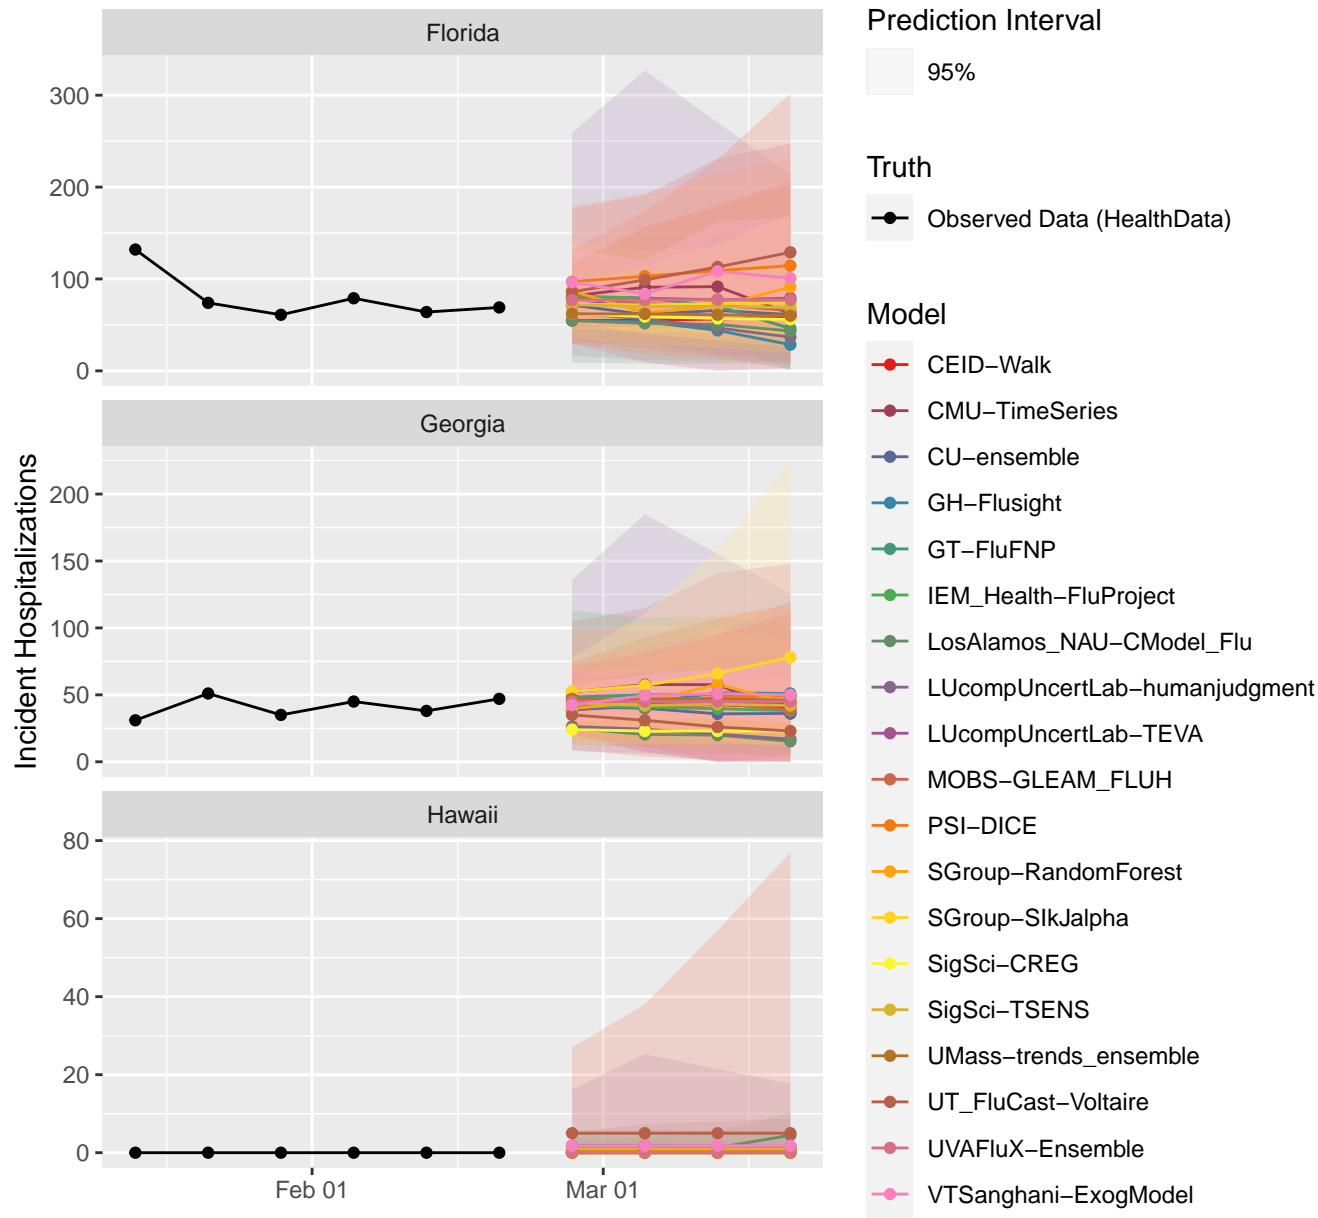 Florida
300
200
100
0
Georgia
200
150
100
50
0
Hawaii
80
60
40
20
0
Feb 01
Mar 01
Incident Hospitalizations
Prediction Interval
95%
Truth
Observed Data (HealthData)
Model
CEID−Walk
CMU−TimeSeries
CU−ensemble
GH−Flusight
GT−FluFNP
IEM_Health−FluProject
LosAlamos_NAU−CModel_Flu
LUcompUncertLab−humanjudgment
LUcompUncertLab−TEVA
MOBS−GLEAM_FLUH
PSI−DICE
SGroup−RandomForest
SGroup−SIkJalpha
SigSci−CREG
SigSci−TSENS
UMass−trends_ensemble
UT_FluCast−Voltaire
UVAFluX−Ensemble
VTSanghani−ExogModel